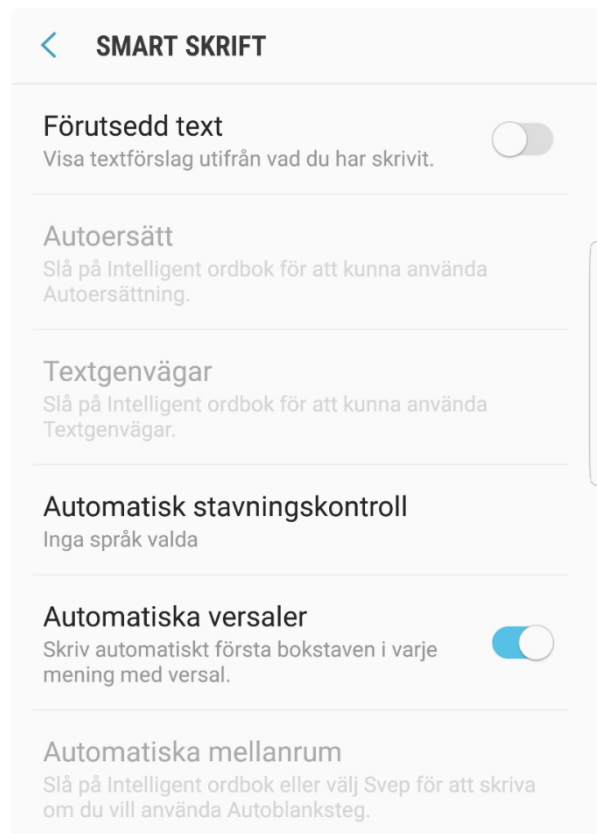 SMART SKRIFT
Förutsedd text
Visa textförslag utifrån vad du har skrivit.
Autoersätt
Slå på Intelligent ordbok för att kunna använda
Autoersättning.
Textgenvägar
Slå på Intelligent ordbok för att kunna använda
Textgenvägar.
Automatisk stavningskontroll
Inga språk valda
Automatiska versaler
Skriv automatiskt första bokstaven i varje
mening med versal.
Automatiska mellanrum
Slå på Intelligent ordbok eller välj Svep för att skriva
om du vill använda Autoblanksteg.